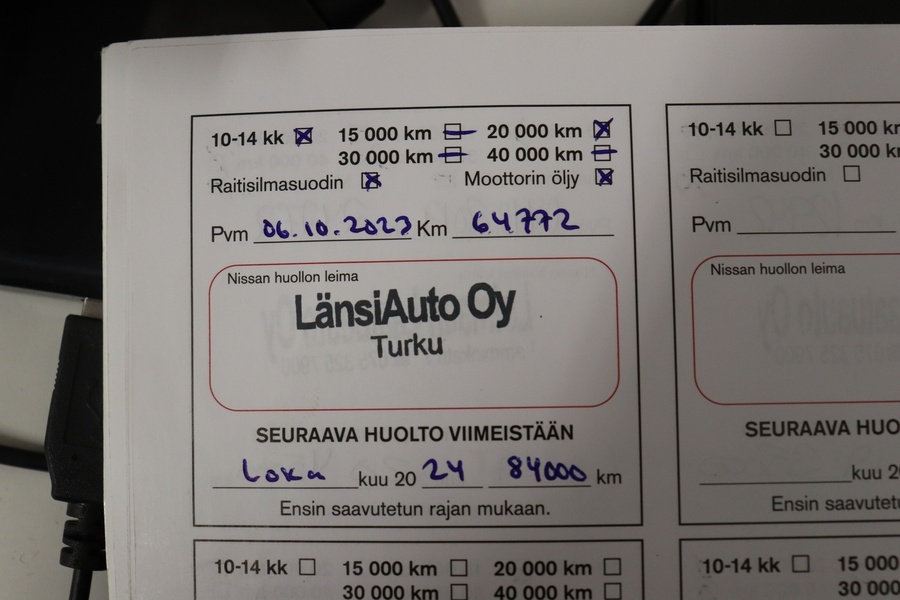 10-14 kk ☒ 15 000 km ☐ 20 000 km ☒
30 000 km ☐ 40 000 km ☐
Raitisilmasuodin ☒ Moottorin öljy ☒
Pvm 06.10.2023 Km 64772
Nissan huollon leima
LänsiAuto Oy
Turku
SEURAAVA HUOLTO VIIMEISTÄÄN
Loka kuu 20 24 84000 km
Ensin saavutetun rajan mukaan.
10-14 kk ☐ 15 000 km
30 000 km
Raitisilmasuodin ☐
Pvm
Nissan huollon leima
SEURAAVA HUO
kuu 2
Ensin saavutetu
10-14 kk ☐ 15 000 km ☐ 20 000 km ☐
30 000 km ☐ 40 000 km ☐
10-14 kk ☐ 15 000
30 000